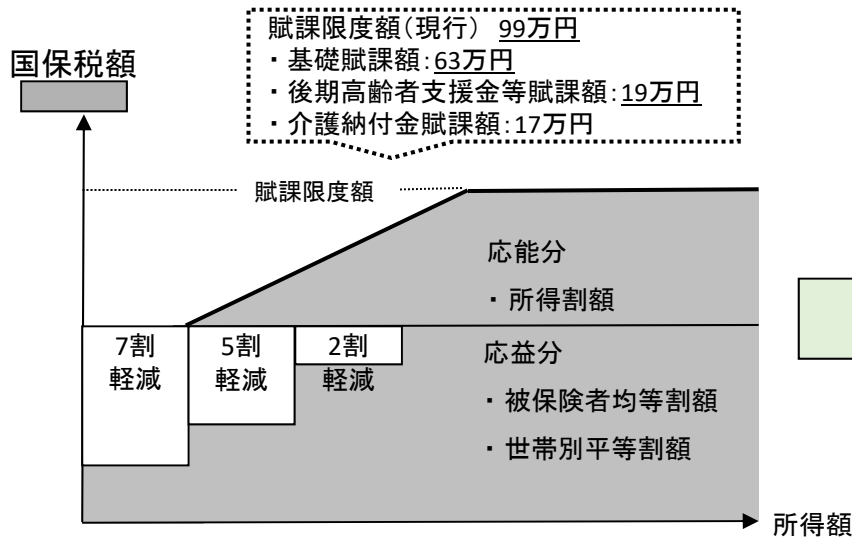 賦課限度額(現行) 99万円
・基礎賦課額:63万円
・後期高齢者支援金等賦課額:19万円
・介護納付金賦課額:17万円
国保税額
賦課限度額
応能分
・所得割額
7割
軽減
5割
軽減
2割
軽減
応益分
・被保険者均等割額
・世帯別平等割額
所得額